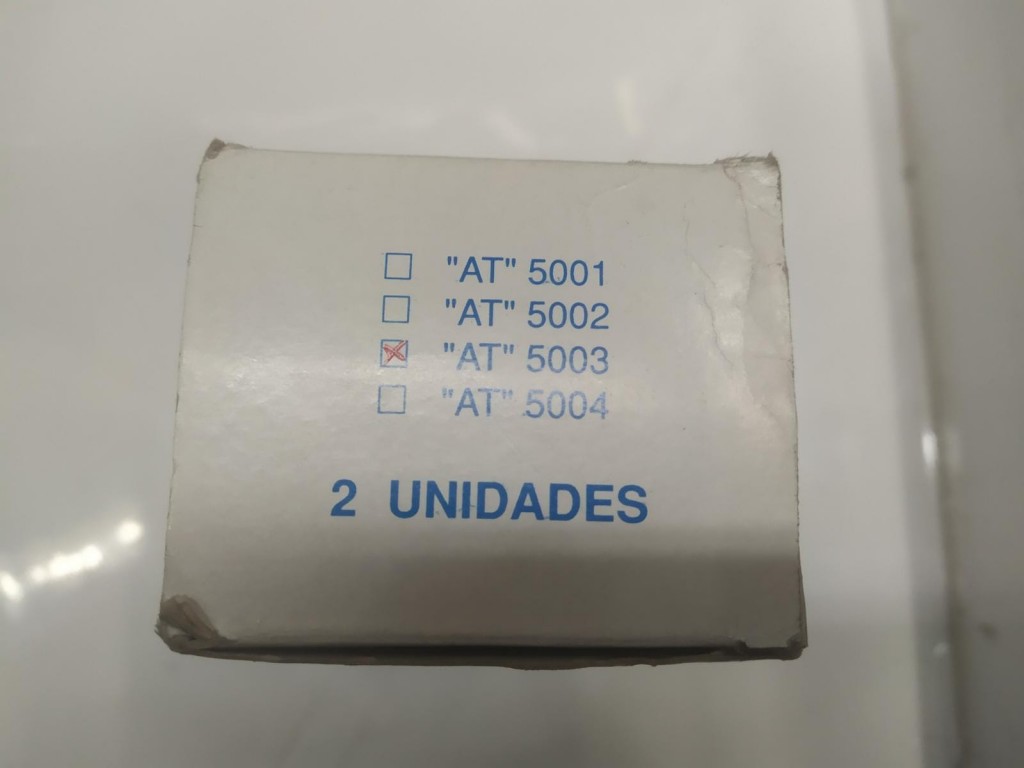 "AT" 5001
"AT" 5002
"AT" 5003
"AT" 5004
2 UNIDADES